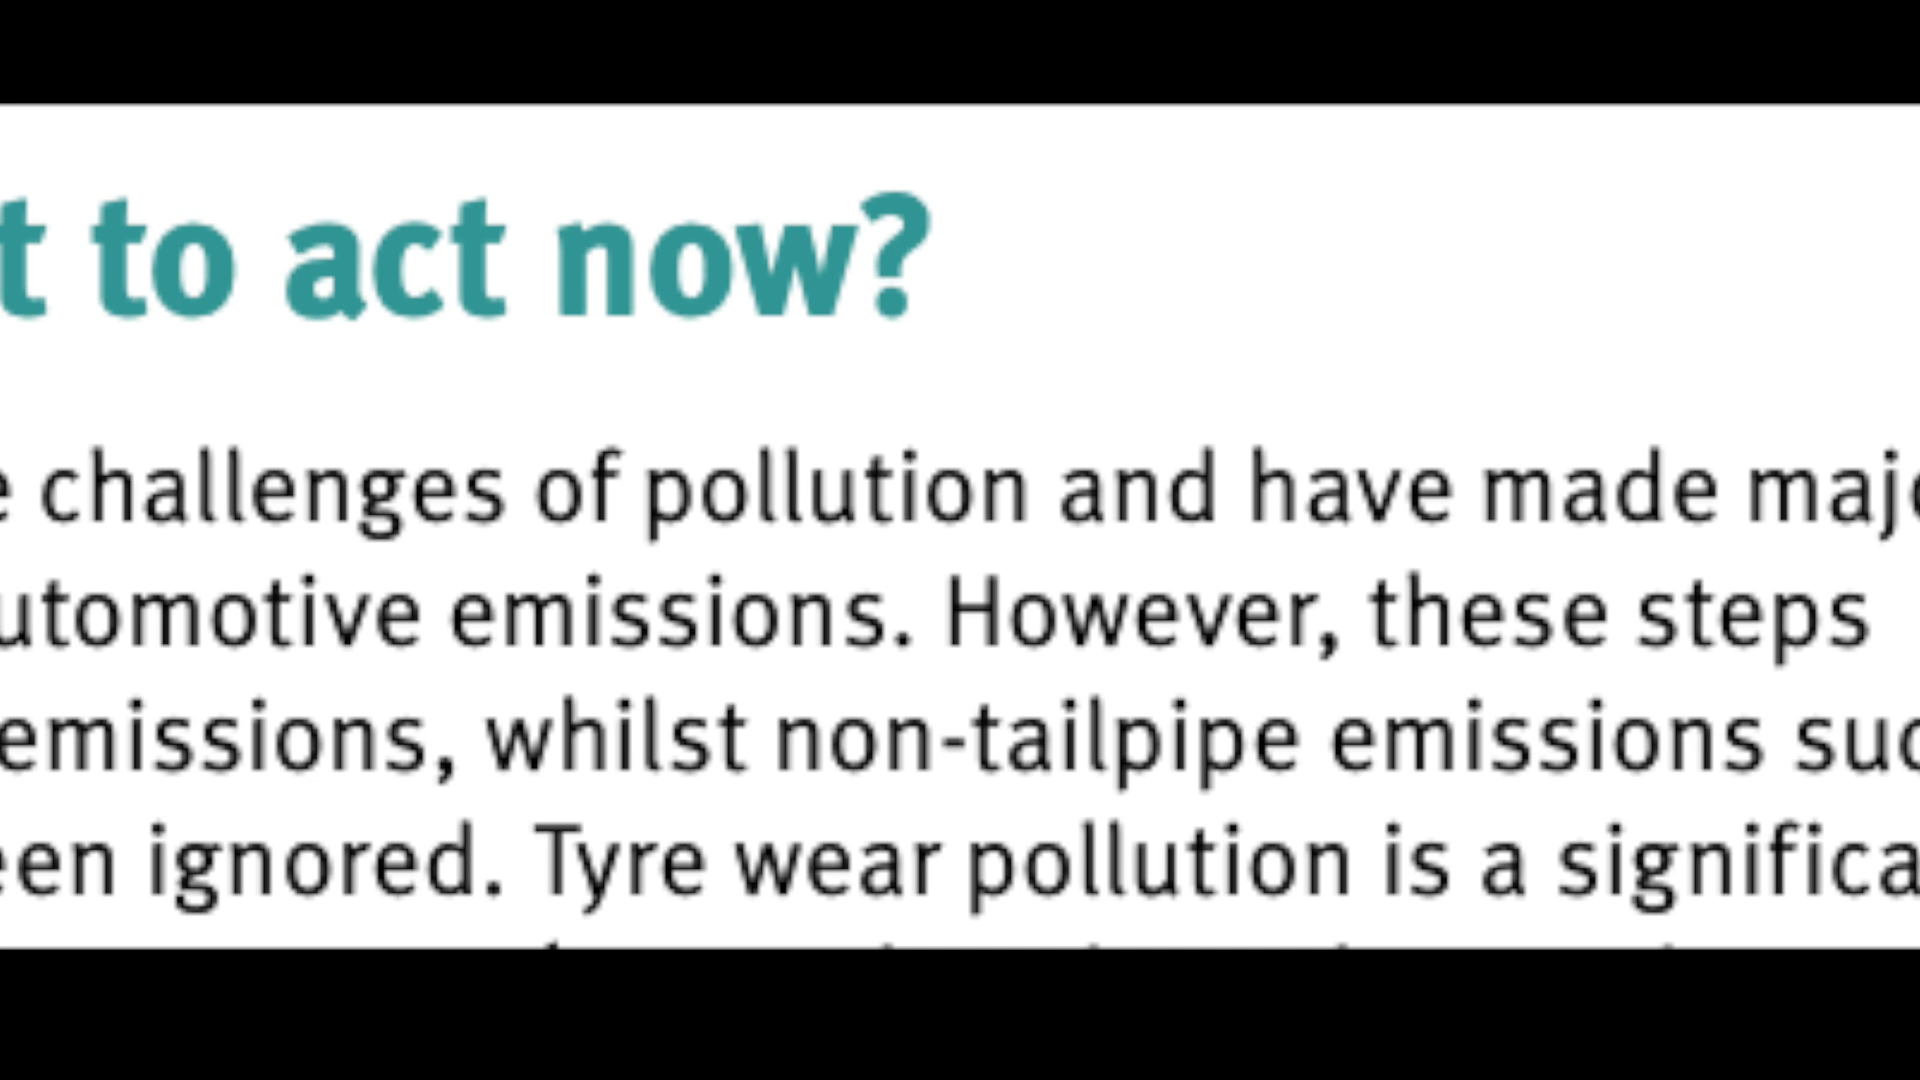 t to act now?
e challenges of pollution and have made majo
utomotive emissions. However, these steps
emissions, whilst non-tailpipe emissions suc
een ignored. Tyre wear pollution is a significa